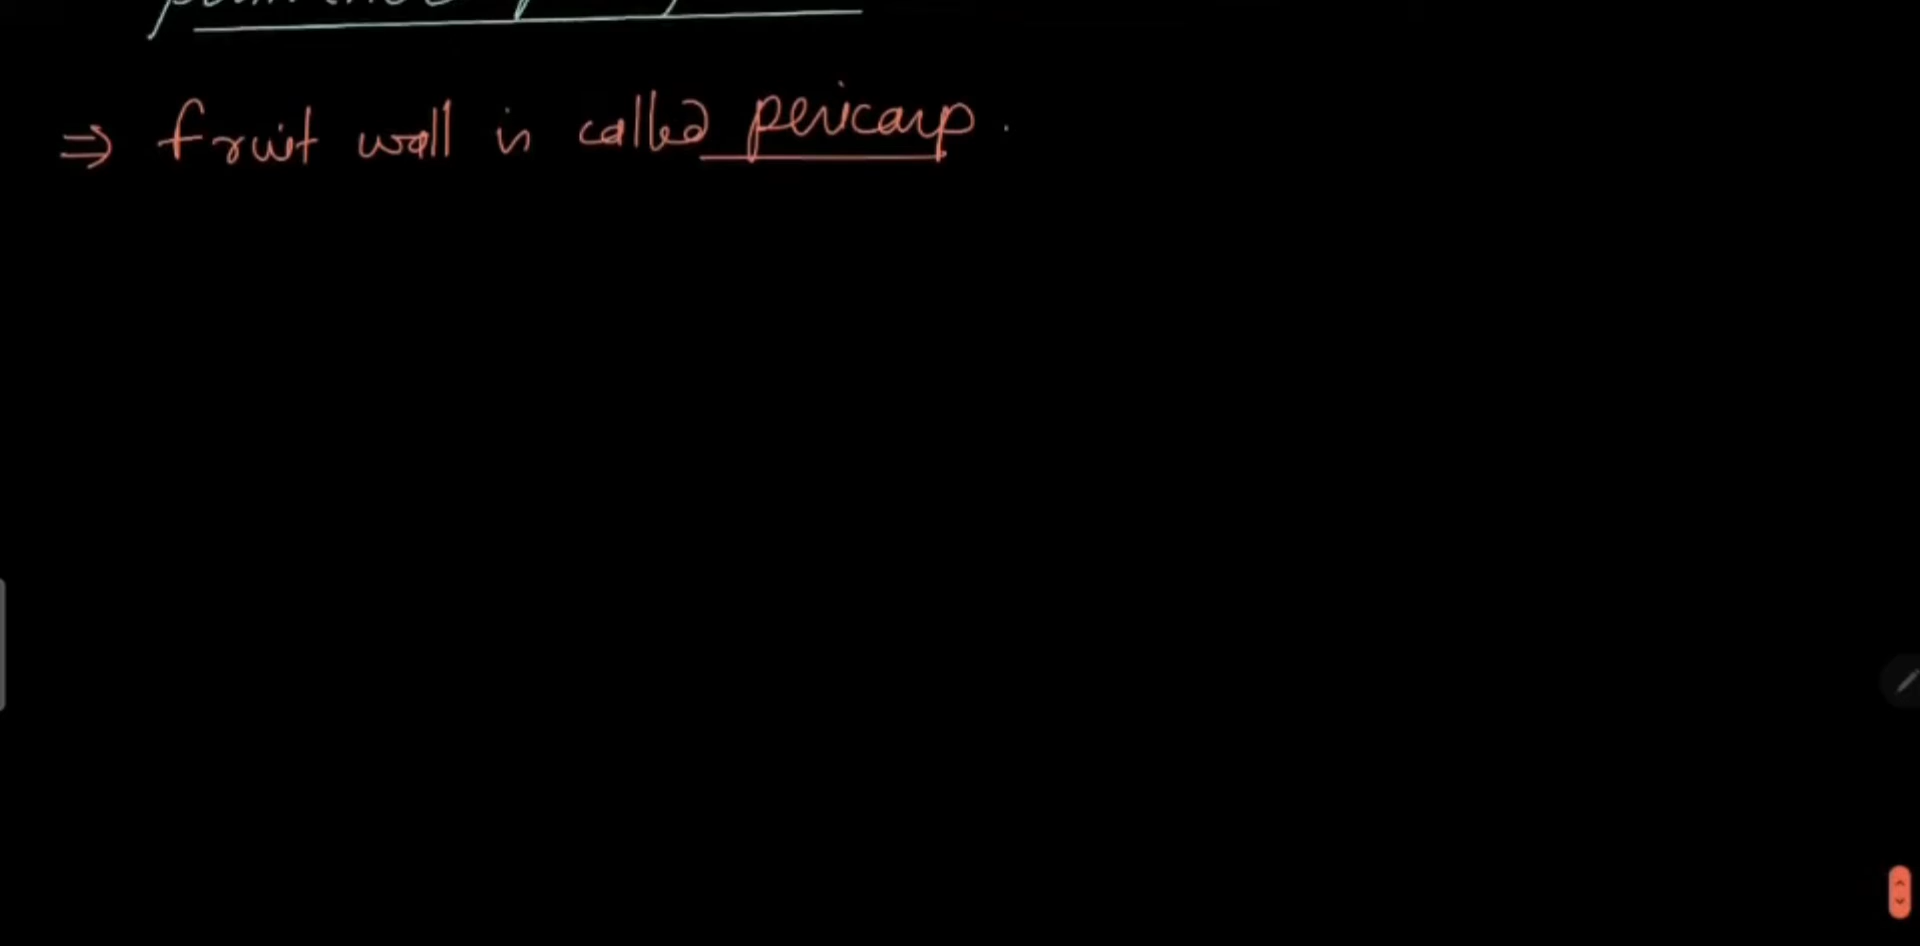 ⇒ fruit wall is called pericarp.